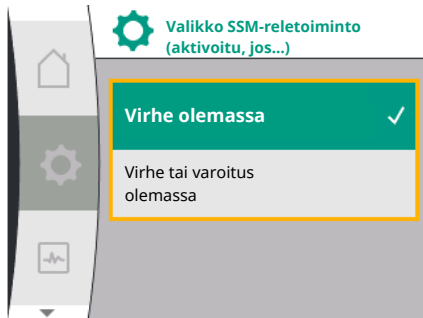 Valikko SSM-reletoiminto
(aktivoitu, jos...)
Virhe olemassa
Virhe tai varoitus
olemassa